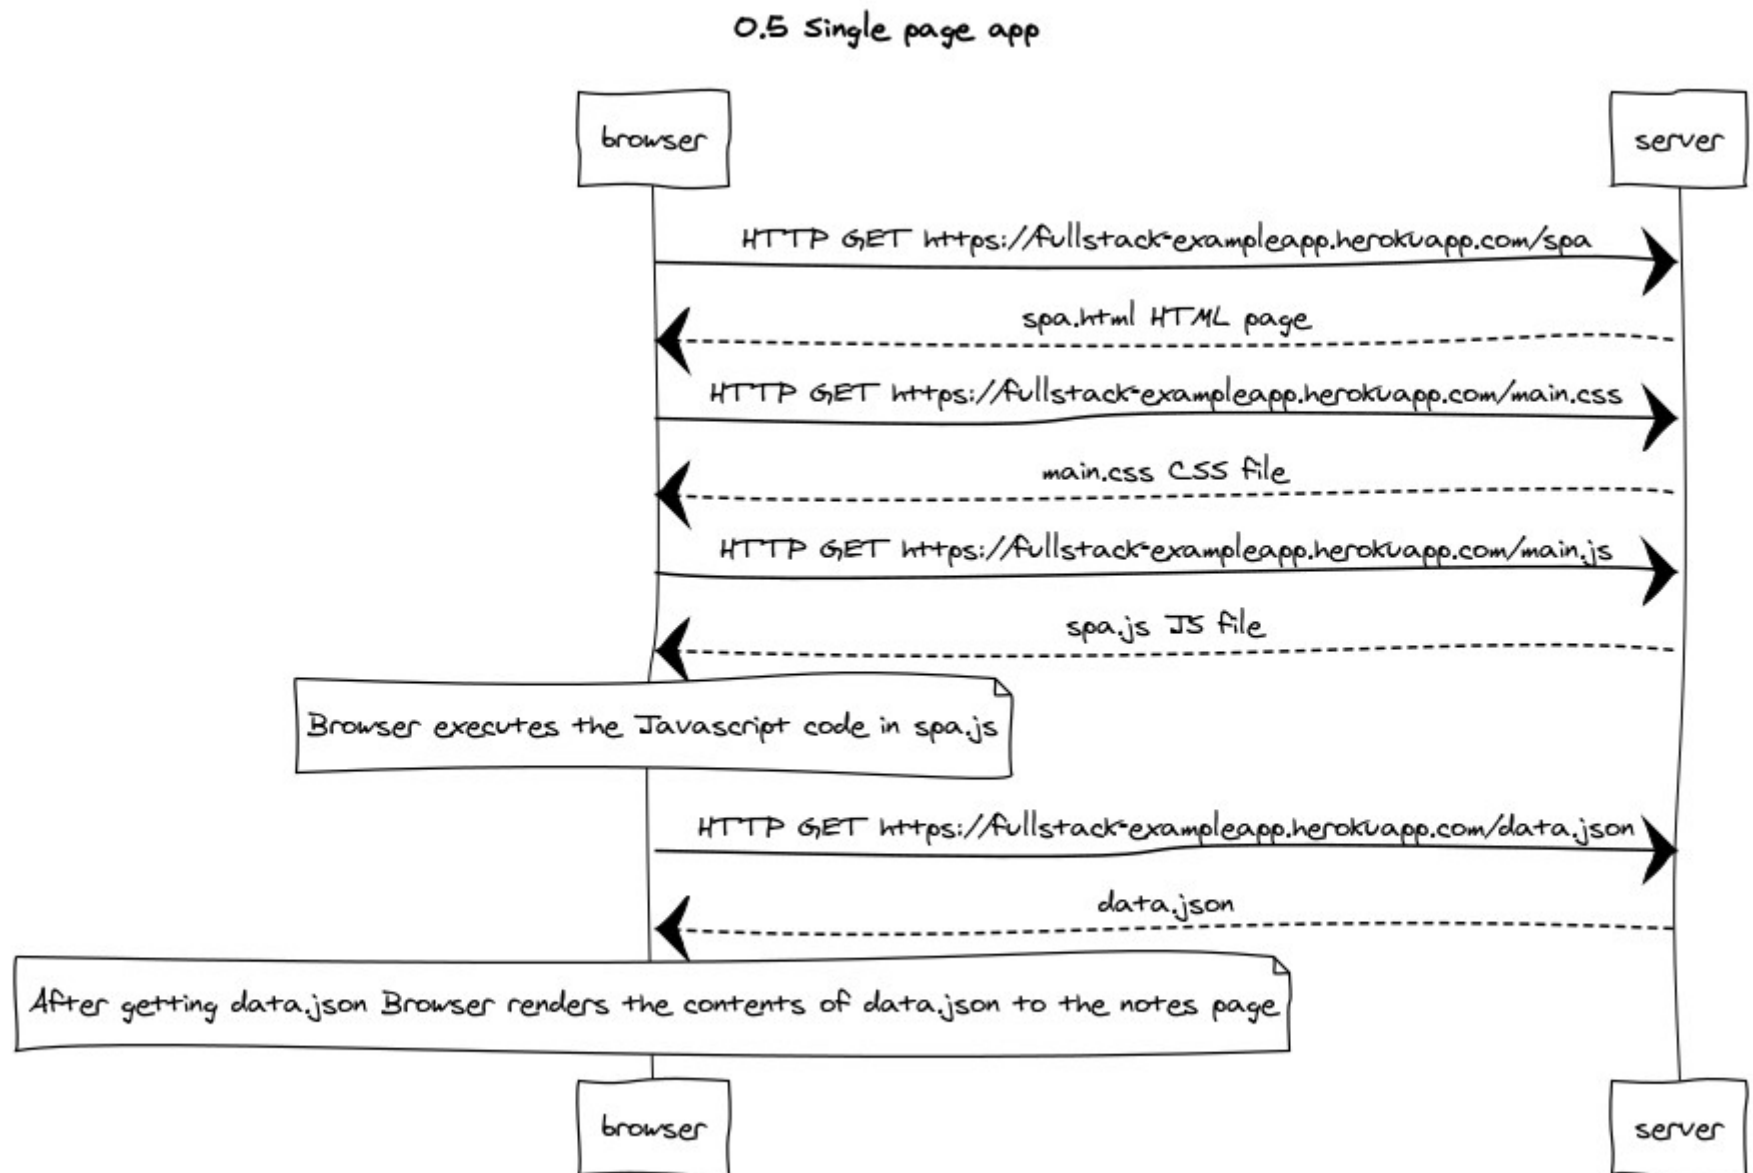 0.5 Single page app
browser
server
HTTP GET https://fullstack-exampleapp.herokuapp.com/spa
spa.html HTML page
HTTP GET https://fullstack-exampleapp.herokuapp.com/main.css
main.css CSS file
HTTP GET https://fullstack-exampleapp.herokuapp.com/main.js
spa.js JS file
Browser executes the Javascript code in spa.js
HTTP GET https://fullstack-exampleapp.herokuapp.com/data.json
data.json
After getting data.json Browser renders the contents of data.json to the notes page
browser
server